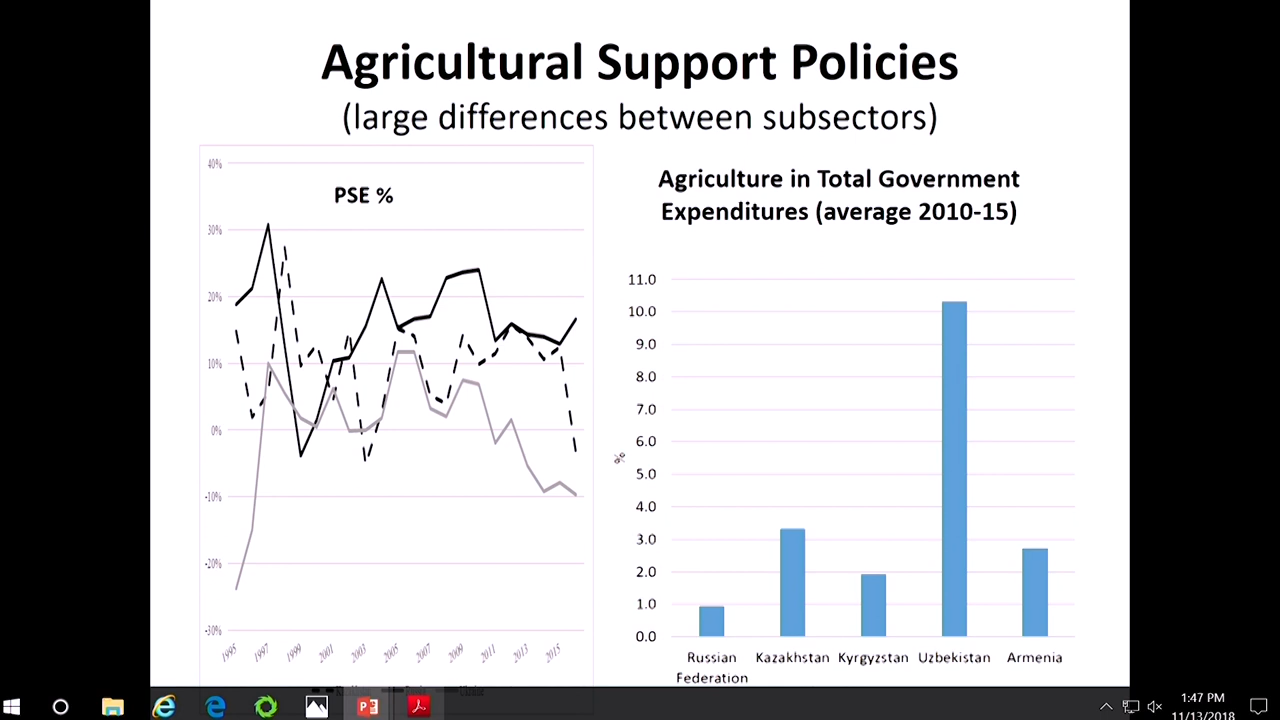 Agricultural Support Policies
(large differences between subsectors)
PSE %
40%
30%
20%
10%
0%
-10%
-20%
-30%
1995
1997
1999
2001
2003
2005
2007
2009
2011
2013
2015
Agriculture in Total Government
Expenditures (average 2010-15)
%
11.0
10.0
9.0
8.0
7.0
6.0
5.0
4.0
3.0
2.0
1.0
0.0
Russian
Federation
Kazakhstan
Kyrgyzstan
Uzbekistan
Armenia
1:47 PM
11/13/2018